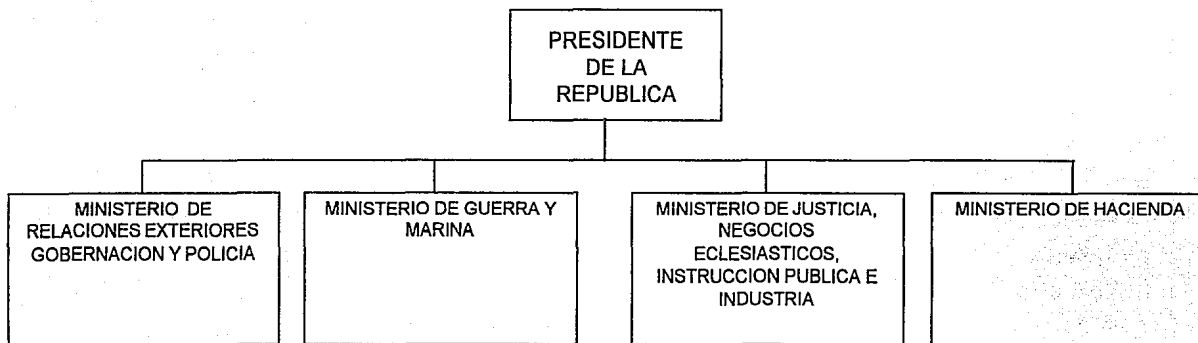 PRESIDENTE
DE LA
REPUBLICA
MINISTERIO DE
RELACIONES EXTERIORES
GOBERNACION Y POLICIA
MINISTERIO DE GUERRA Y
MARINA
MINISTERIO DE JUSTICIA,
NEGOCIOS
ECLESIASTICOS,
INSTRUCCION PUBLICA E
INDUSTRIA
MINISTERIO DE HACIENDA